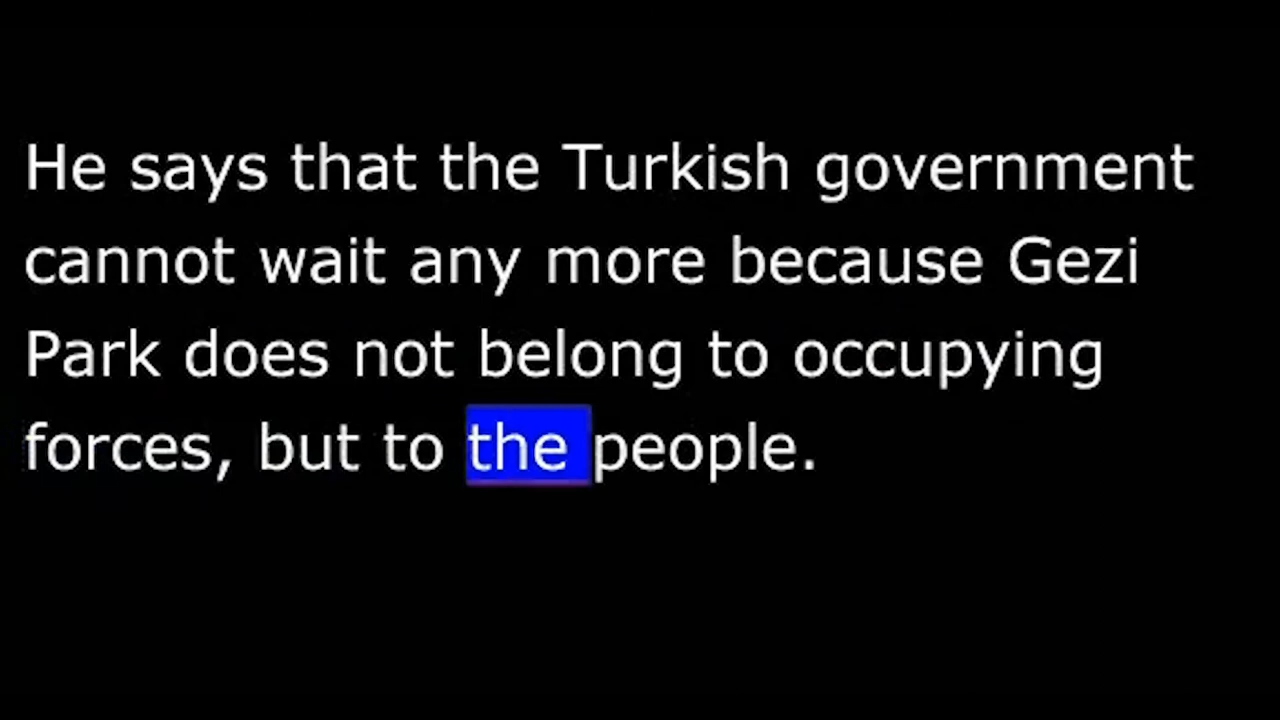 He says that the Turkish government
cannot wait any more because Gezi
Park does not belong to occupying
forces, but to the people.